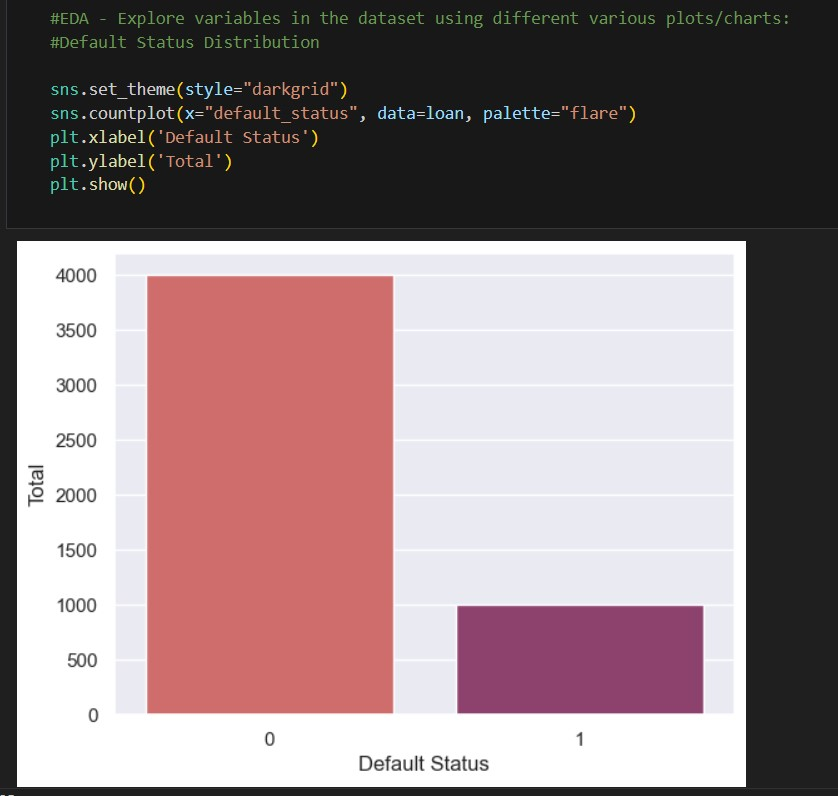 #EDA - Explore variables in the dataset using different various plots/charts:
#Default Status Distribution
sns.set_theme(style="darkgrid")
sns.countplot(x="default_status", data=loan, palette="flare")
plt.xlabel('Default Status')
plt.ylabel('Total')
plt.show()
4000
3500
3000
2500
2000
1500
1000
500
0
Total
0 1
Default Status